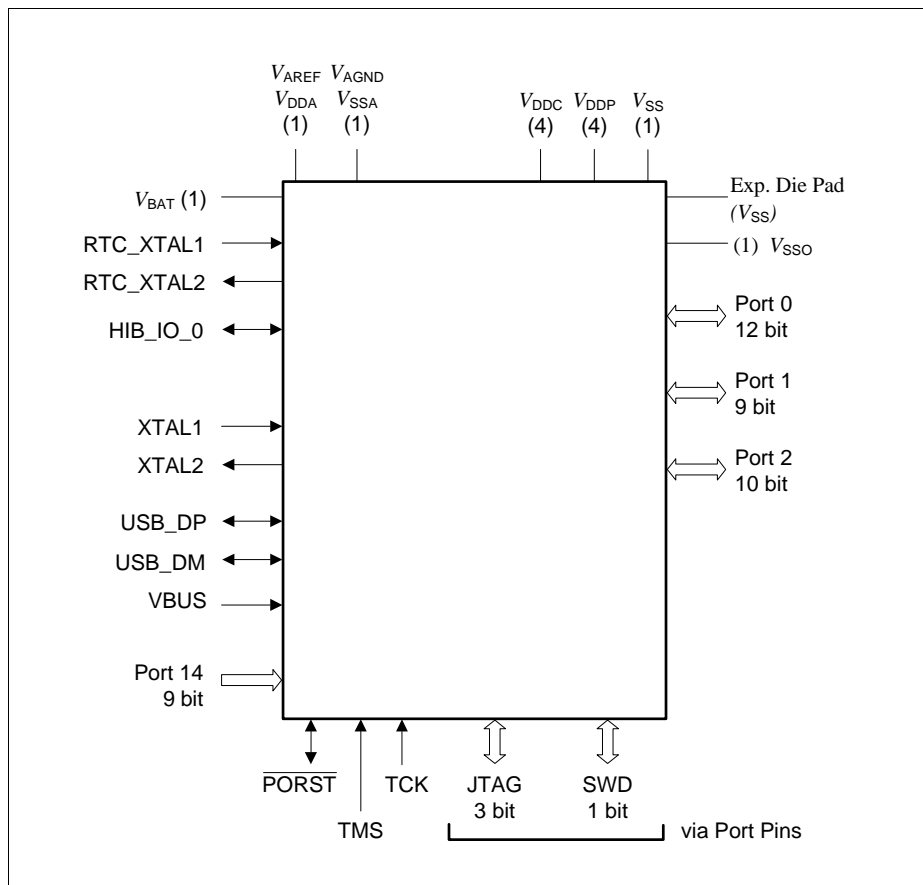 VAREF VAGND
VDDA VSSA VDDC VDDP VSS
(1) (1) (4) (4) (1)
VBAT (1)
Exp. Die Pad
(VSS)
RTC_XTAL1
(1) VSSO
RTC_XTAL2
HIB_IO_0
Port 0
12 bit
Port 1
9 bit
XTAL1
XTAL2
Port 2
10 bit
USB_DP
USB_DM
VBUS
Port 14
9 bit
PORST TCK JTAG SWD
3 bit 1 bit
TMS via Port Pins